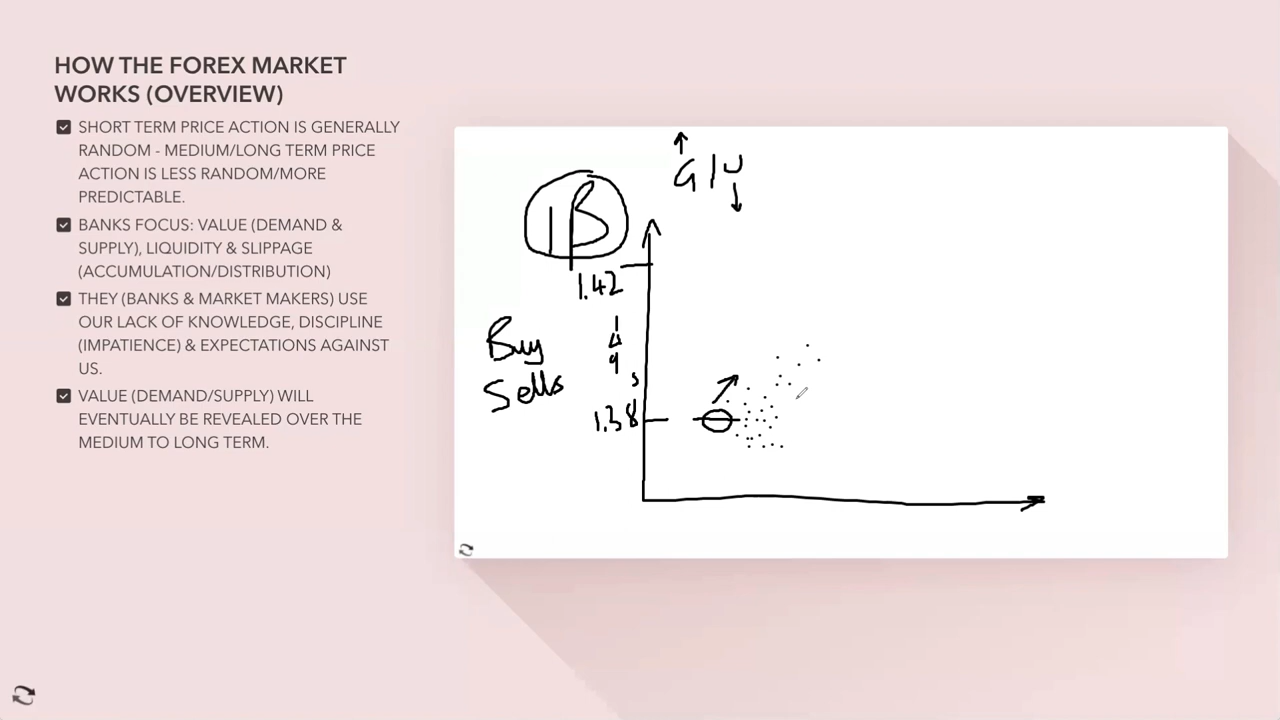 HOW THE FOREX MARKET
WORKS (OVERVIEW)
SHORT TERM PRICE ACTION IS GENERALLY
RANDOM - MEDIUM/LONG TERM PRICE
ACTION IS LESS RANDOM/MORE
PREDICTABLE.
BANKS FOCUS: VALUE (DEMAND &
SUPPLY), LIQUIDITY & SLIPPAGE
(ACCUMULATION/DISTRIBUTION)
THEY (BANKS & MARKET MAKERS) USE
OUR LACK OF KNOWLEDGE, DISCIPLINE
(IMPATIENCE) & EXPECTATIONS AGAINST
US.
VALUE (DEMAND/SUPPLY) WILL
EVENTUALLY BE REVEALED OVER THE
MEDIUM TO LONG TERM.
G/U
1B
1.42
Buy
Sells
1.38